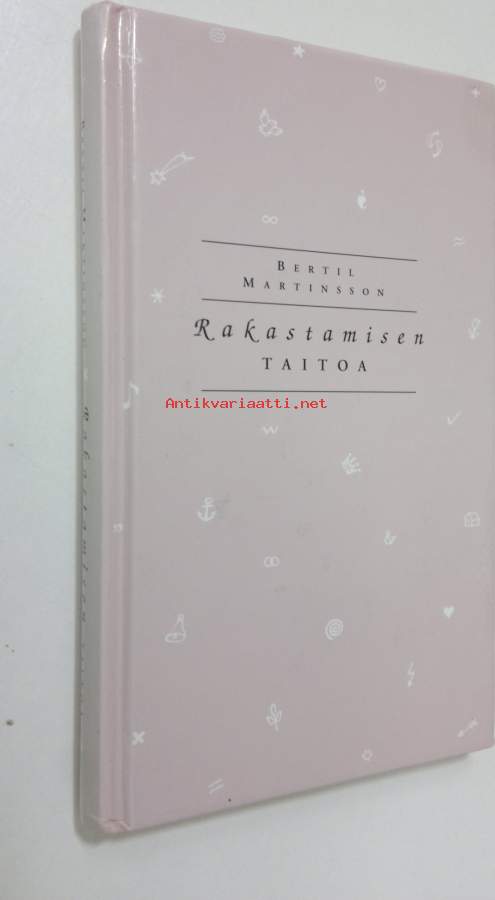 BERTIL
MARTINSSON
Rakastamisen
TAITOA
Antikvariaatti.net